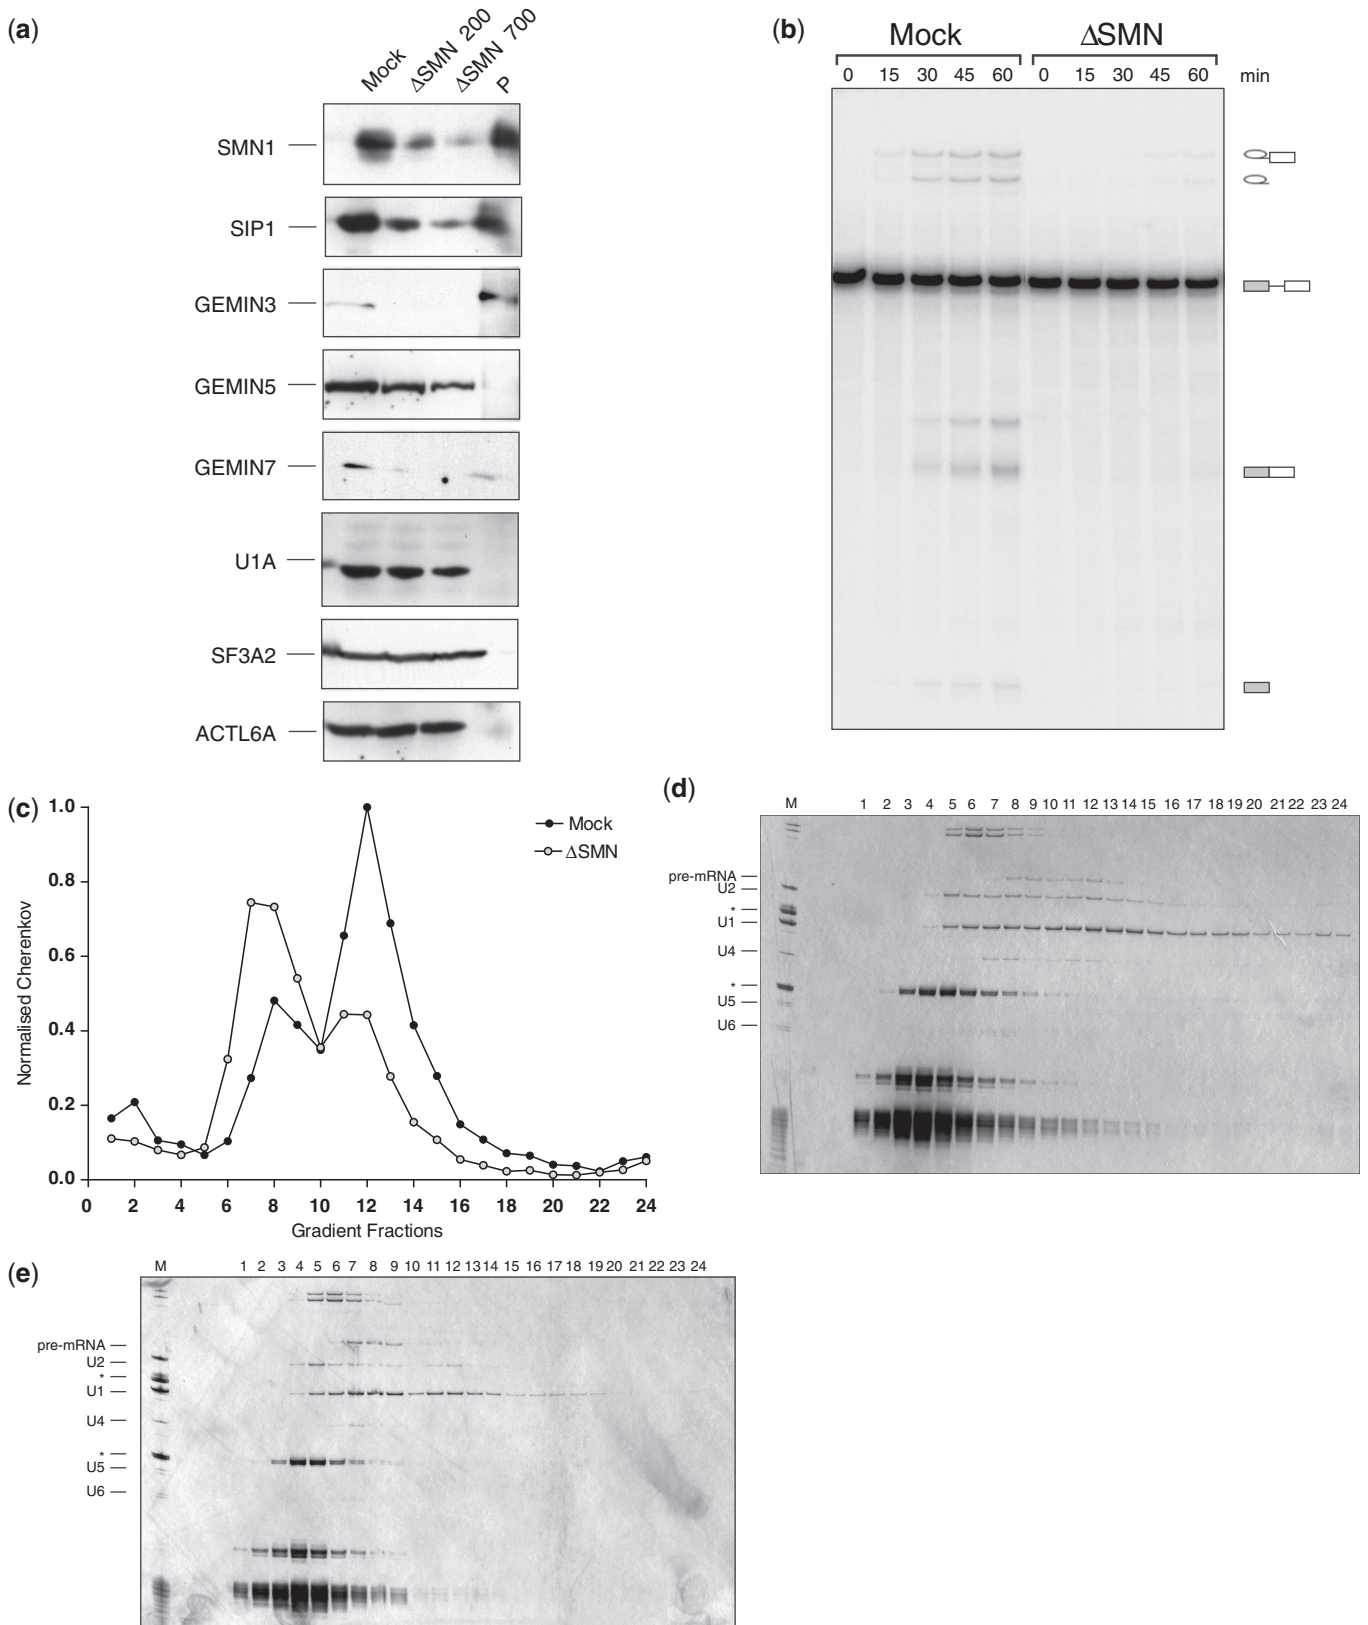 (a)
Mock ΔSMN 200 ΔSMN 700 P
SMN1
SIP1
GEMIN3
GEMIN5
GEMIN7
U1A
SF3A2
ACTL6A
(b)
Mock ΔSMN
0 15 30 45 60 0 15 30 45 60 min
(c)
1.0
0.8
0.6
0.4
0.2
0.0
Normalised Cherenkov
Mock
ΔSMN
0 2 4 6 8 10 12 14 16 18 20 22 24
Gradient Fractions
(d)
M 1 2 3 4 5 6 7 8 9 10 11 12 13 14 15 16 17 18 19 20 21 22 23 24
pre-mRNA
U2
*
U1
U4
*
U5
U6
(e)
M 1 2 3 4 5 6 7 8 9 10 11 12 13 14 15 16 17 18 19 20 21 22 23 24
pre-mRNA
U2
*
U1
U4
*
U5
U6